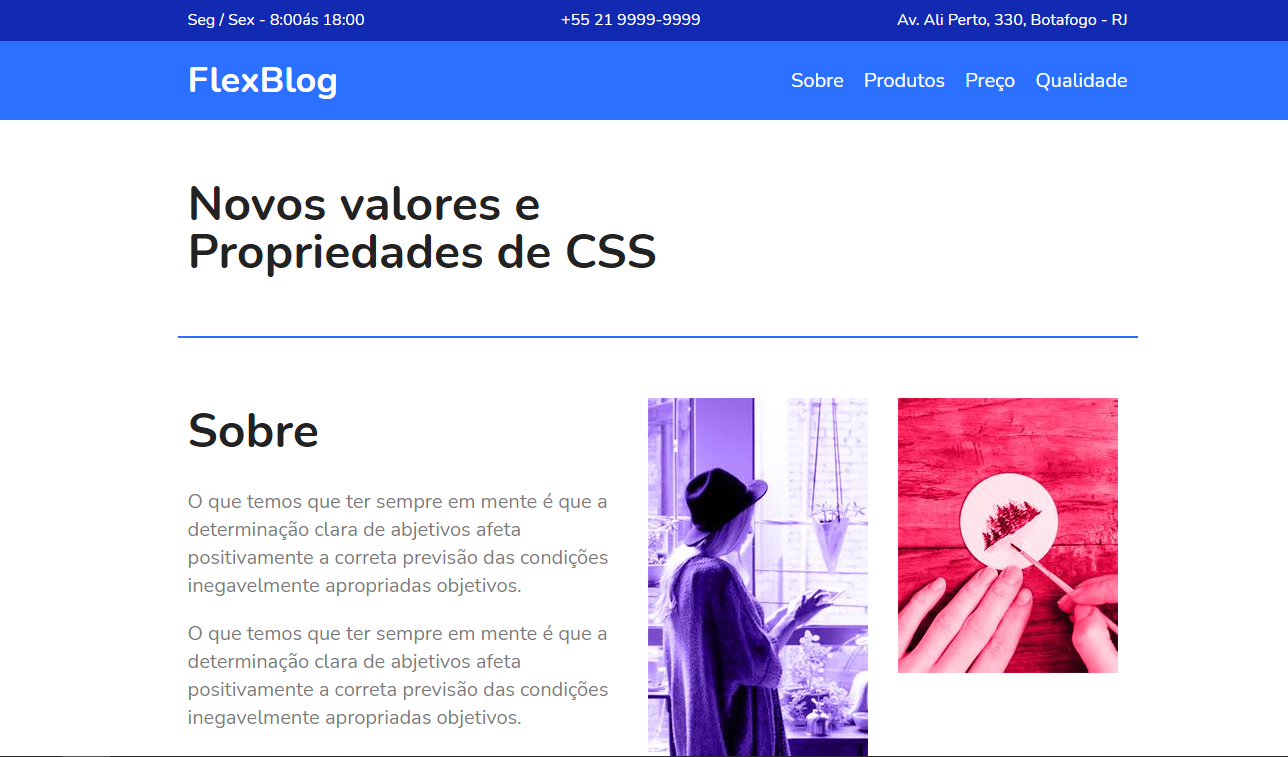 Seg / Sex - 8:00ás 18:00
+55 21 9999-9999
Av. Ali Perto, 330, Botafogo - RJ
FlexBlog
Sobre
Produtos
Preço
Qualidade
Novos valores e
Propriedades de CSS
Sobre
O que temos que ter sempre em mente é que a
determinação clara de abjetivos afeta
positivamente a correta previsão das condições
inegavelmente apropriadas objetivos.
O que temos que ter sempre em mente é que a
determinação clara de abjetivos afeta
positivamente a correta previsão das condições
inegavelmente apropriadas objetivos.